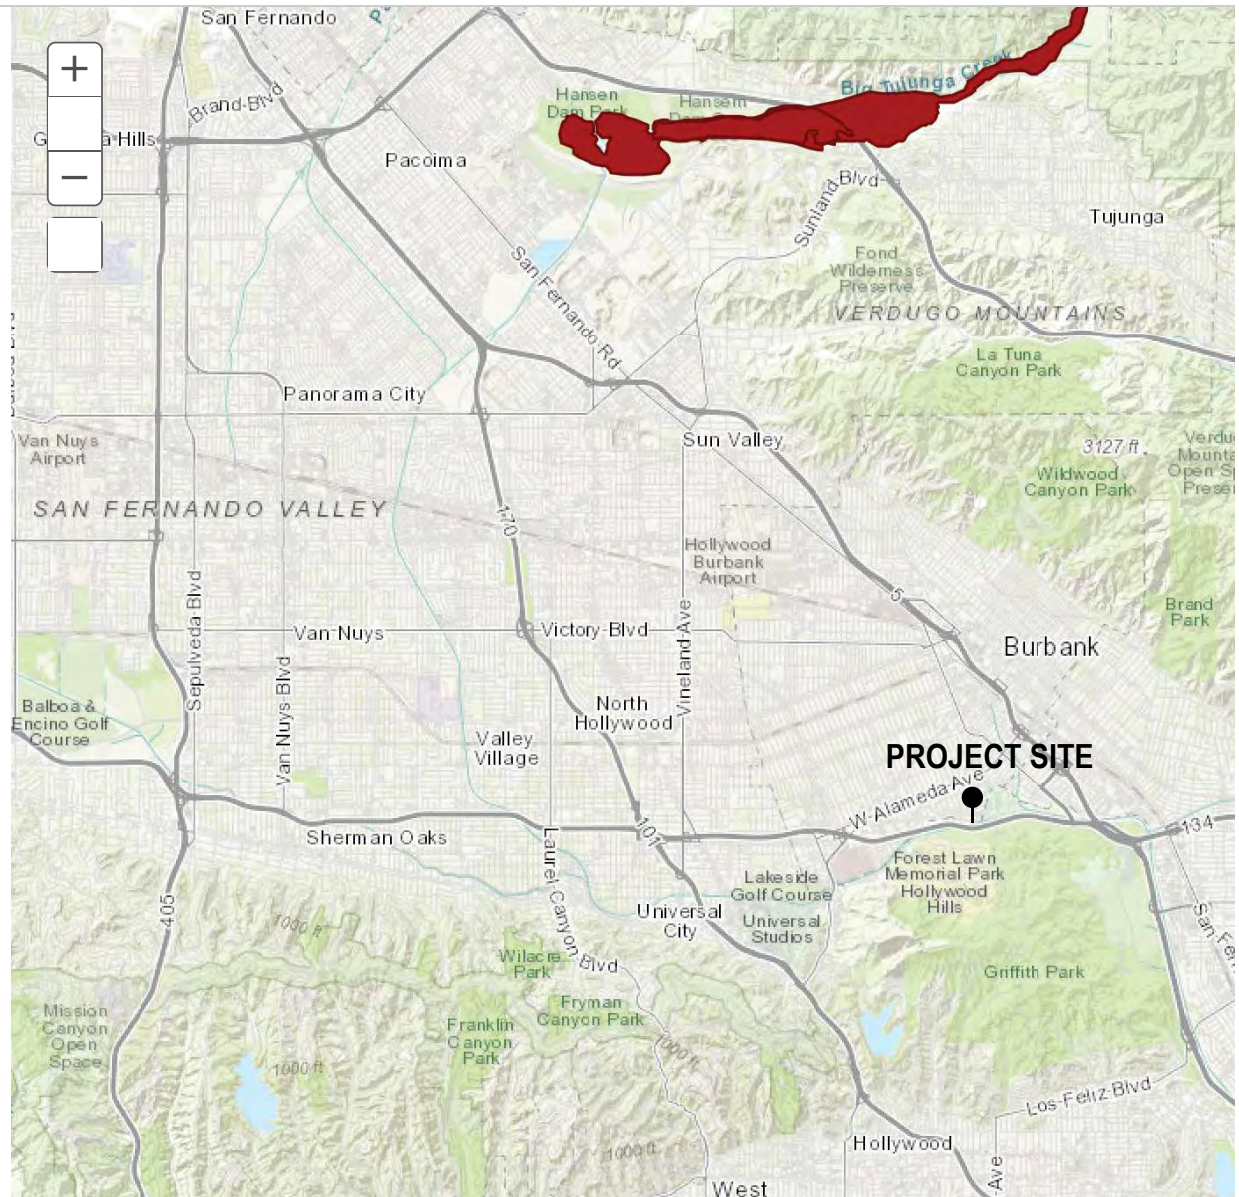 San Fernando
+
−
Brand Blvd
Hills
Pacoima
Hansen
Dam Park
Hansem
Big Tujunga Creek
Sunland Blvd
Tujunga
San Fernando Rd
Fond
Wilderness
Preserve
VERDUGO MOUNTAINS
La Tuna
Canyon Park
Panorama City
Van Nuys
Airport
Sun Valley
3127 ft
Wildwood
Canyon Park
SAN FERNANDO VALLEY
170
Hollywood
Burbank
Airport
5
Brand
Park
Sepulveda Blvd
Van Nuys
Victory Blvd
Vineland Ave
Burbank
Van Nuys Blvd
Balboa &
Encino Golf
Course
North
Hollywood
Valley
Village
PROJECT SITE
W Alameda Ave
134
Sherman Oaks
101
Laurel Canyon Blvd
Lakeside
Golf Course
Forest Lawn
Memorial Park
Hollywood
Hills
405
1000 ft
Universal
City
Universal
Studios
San Fern
Wilacre
Park
Griffith Park
Fryman
Canyon Park
Franklin
Canyon
Park
Mission
Canyon
Open
Space
1000 ft
1000 ft
Los Feliz Blvd
Hollywood
1000 ft
Ave
West